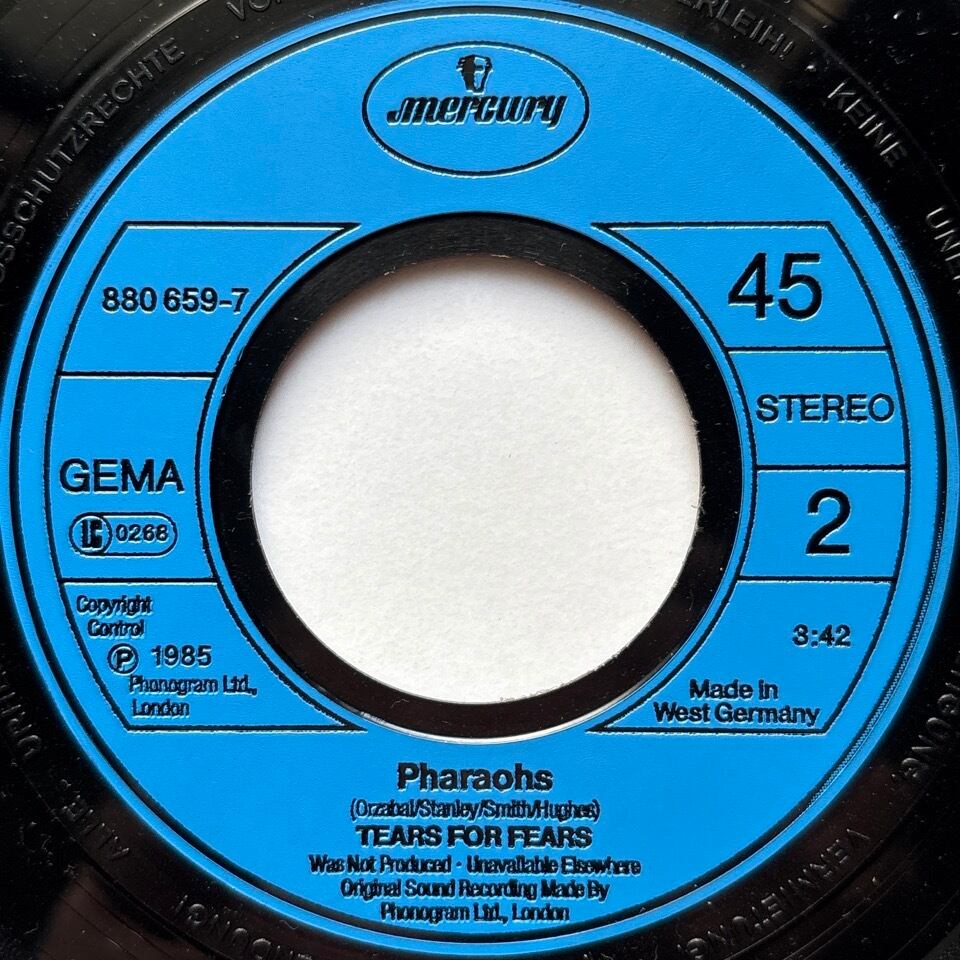 mercury
880 659-7
45
STEREO
GEMA
LC 0268
2
Copyright
Control
Ⓟ 1985
Phonogram Ltd.,
London
3:42
Made in
West Germany
Pharaohs
(Orzabal/Stanley/Smith/Hughes)
TEARS FOR FEARS
Was Not Produced · Unavailable Elsewhere
Original Sound Recording Made By
Phonogram Ltd., London
KEINE